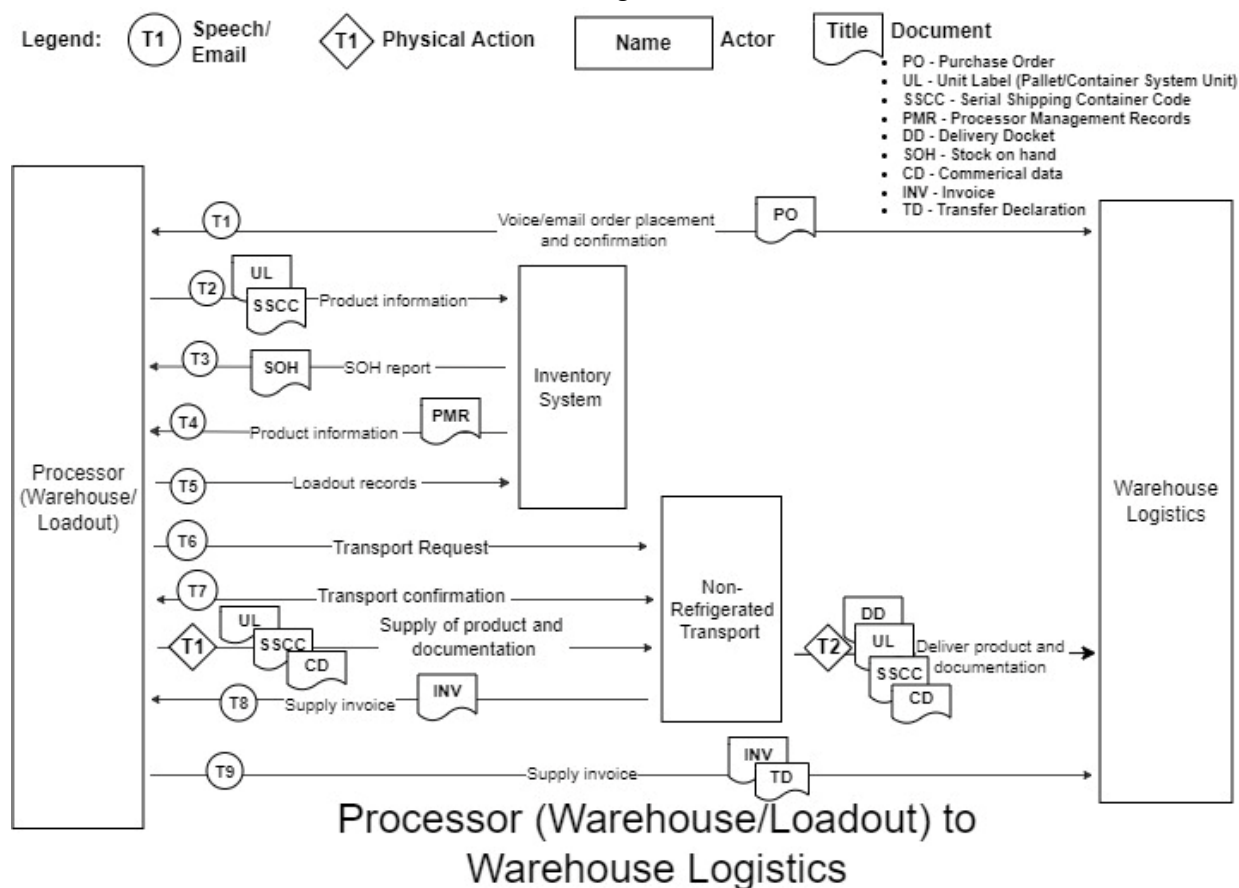 Legend:
T1
Speech/
Email
T1
Physical Action
Name
Actor
Title
Document
• PO - Purchase Order
• UL - Unit Label (Pallet/Container System Unit)
• SSCC - Serial Shipping Container Code
• PMR - Processor Management Records
• DD - Delivery Docket
• SOH - Stock on hand
• CD - Commerical data
• INV - Invoice
• TD - Transfer Declaration
Processor
(Warehouse/
Loadout)
Inventory
System
Non-
Refrigerated
Transport
Warehouse
Logistics
T1
Voice/email order placement
and confirmation
PO
T2
UL
SSCC
Product information
T3
SOH
SOH report
T4
Product information
PMR
T5
Loadout records
T6
Transport Request
T7
Transport confirmation
T1
UL
SSCC
CD
Supply of product and
documentation
T2
DD
UL
SSCC
CD
Deliver product and
documentation
T8
Supply invoice
INV
T9
Supply invoice
INV
TD
Processor (Warehouse/Loadout) to
Warehouse Logistics